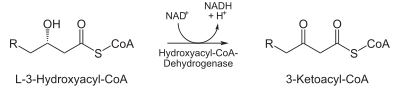 OH
O
R
S
CoA
L-3-Hydroxyacyl-CoA
NAD⁺
NADH
+ H⁺
Hydroxyacyl-CoA-
Dehydrogenase
O
O
R
S
CoA
3-Ketoacyl-CoA